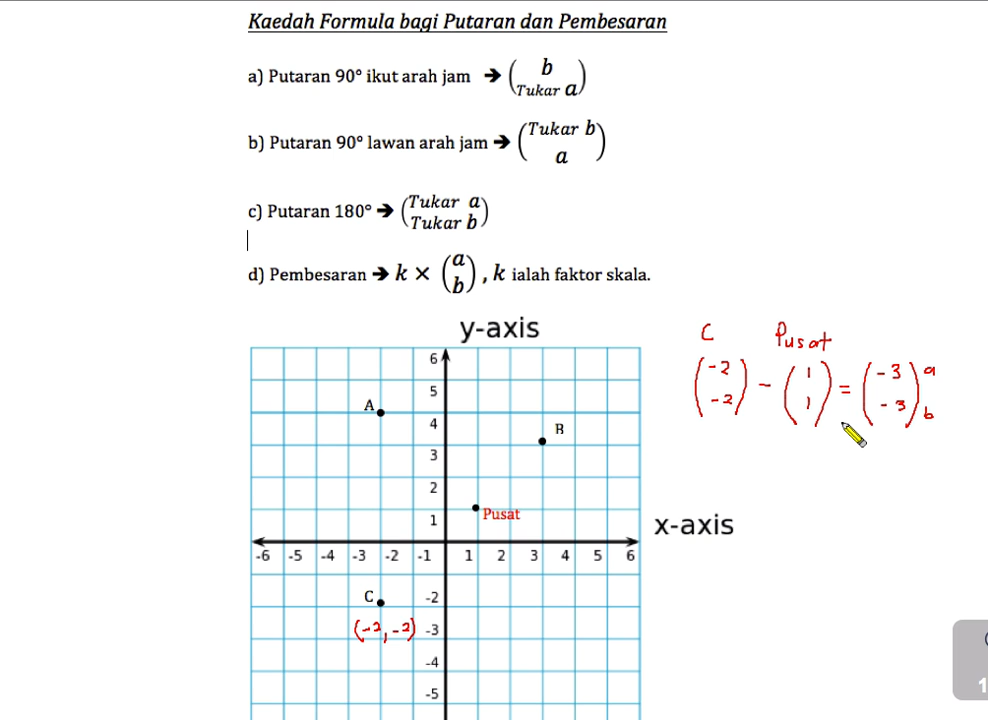 Kaedah Formula bagi Putaran dan Pembesaran
a) Putaran 90° ikut arah jam ➔ ( b
Tukar a )
b) Putaran 90° lawan arah jam ➔ ( Tukar b
a )
c) Putaran 180° ➔ ( Tukar a
Tukar b )
d) Pembesaran ➔ k × ( a
b ) , k ialah faktor skala.
y-axis
C Pusat
( -2 ) - ( 1 ) = ( -3 ) a
( -2 ) ( 1 ) ( -3 ) b
6
5
A
4
B
3
2
Pusat
1
x-axis
-6 -5 -4 -3 -2 -1 1 2 3 4 5 6
C
-2
(-2, -2)
-3
-4
-5
1